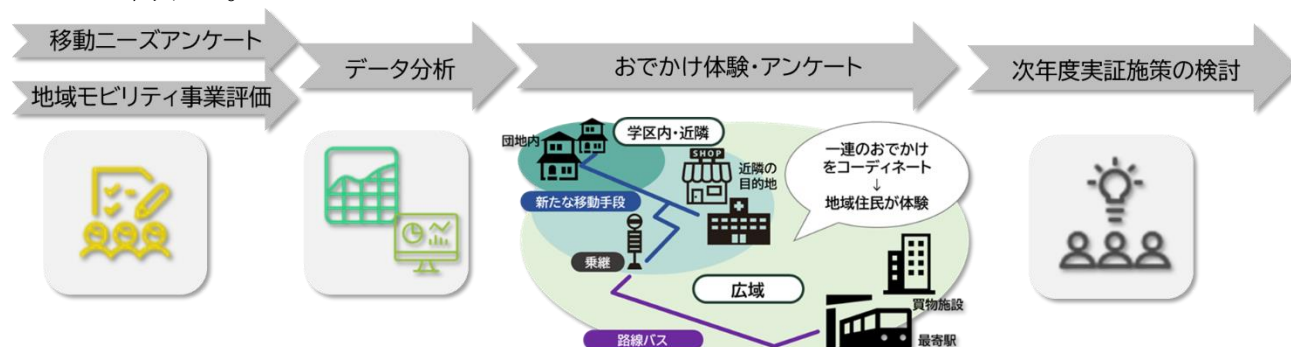 移動ニーズアンケート
地域モビリティ事業評価
データ分析
おでかけ体験・アンケート
次年度実証施策の検討
団地内
学区内・近隣
SHOP
近隣の
目的地
新たな移動手段
乗継
一連のおでかけ
をコーディネート
↓
地域住民が体験
広域
買物施設
最寄駅
路線バス